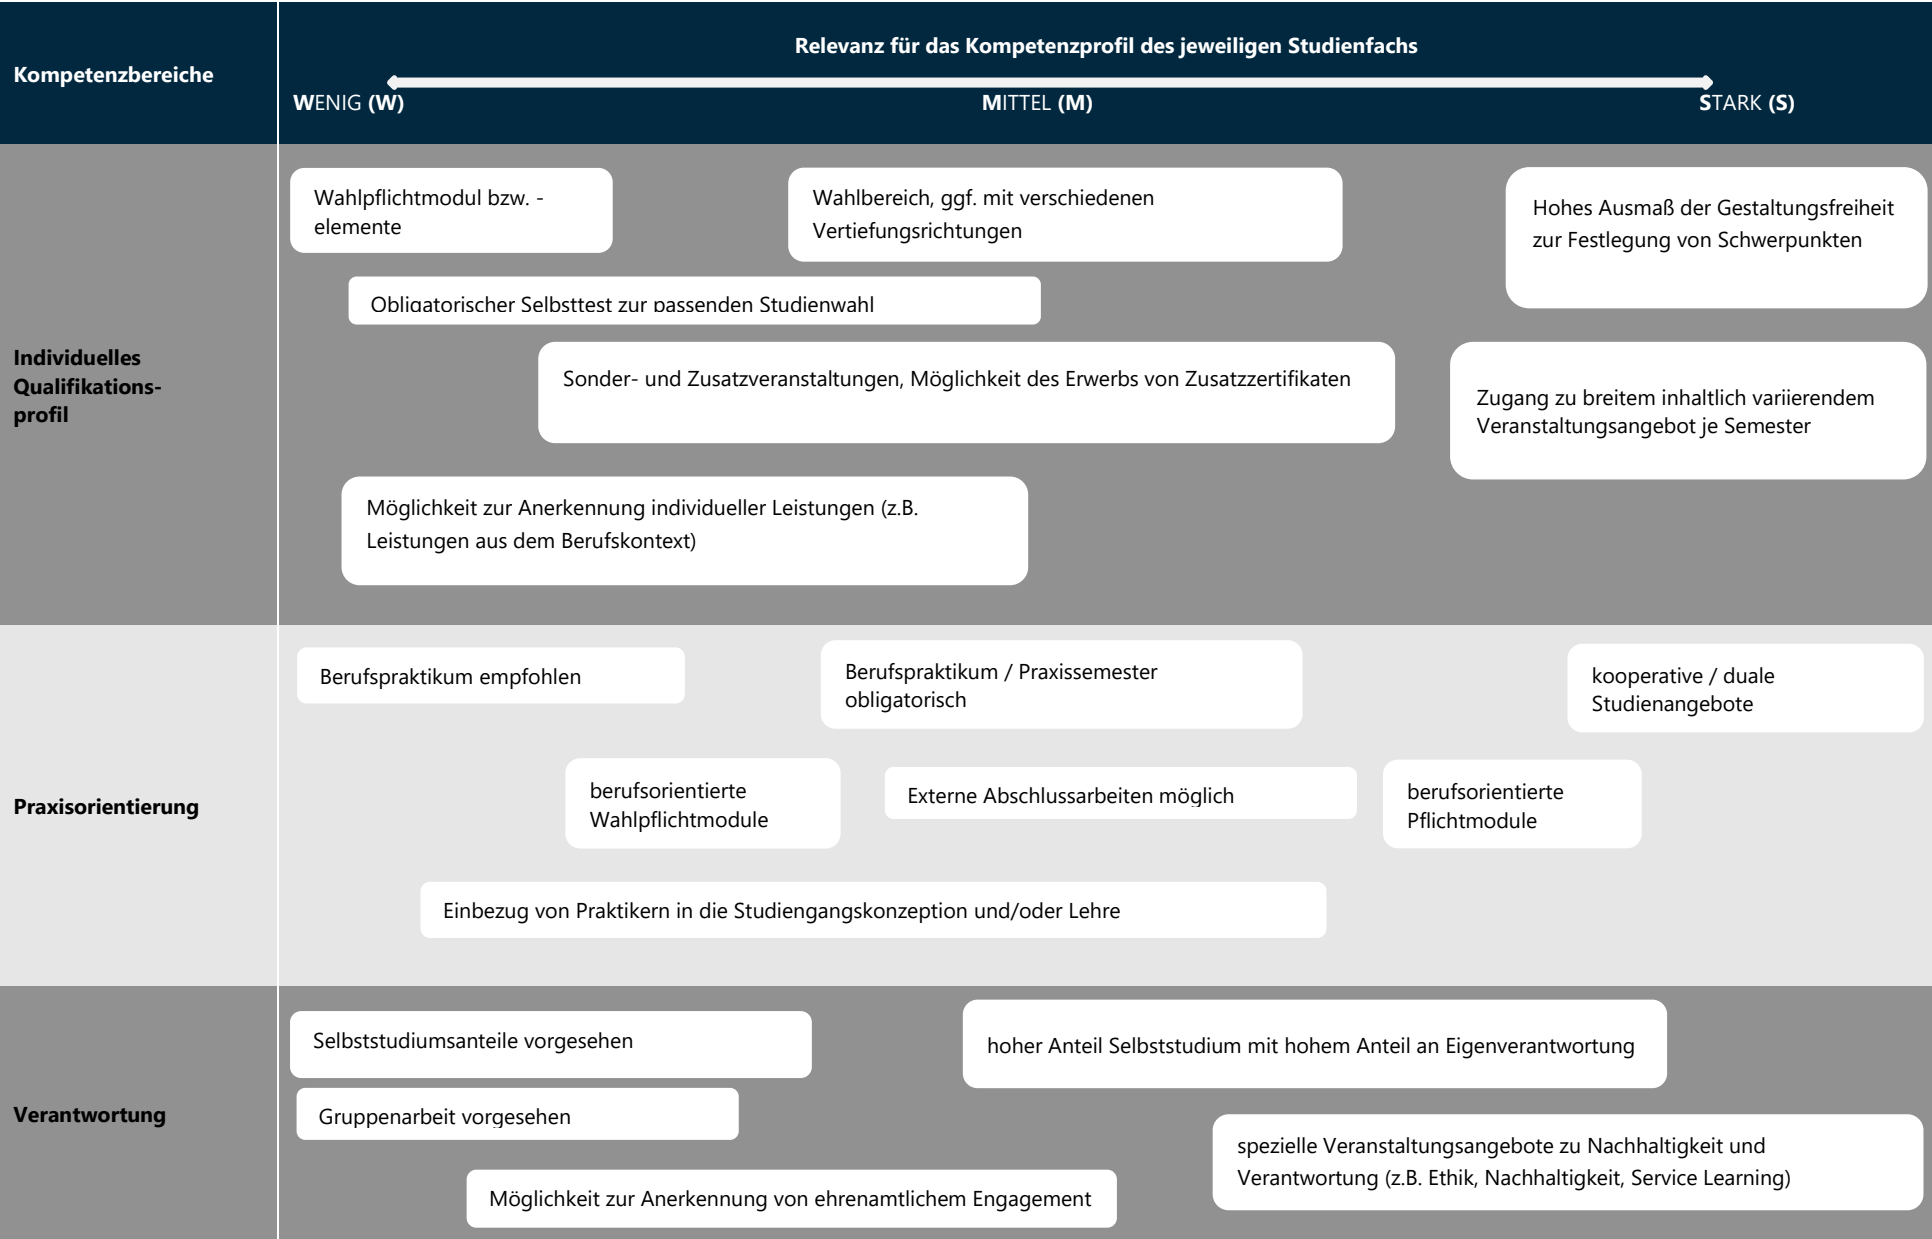 Relevanz für das Kompetenzprofil des jeweiligen Studienfachs
Kompetenzbereiche
WENIG (W)
MITTEL (M)
STARK (S)
Individuelles
Qualifikations-
profil
Wahlpflichtmodul bzw. -
elemente
Wahlbereich, ggf. mit verschiedenen
Vertiefungsrichtungen
Hohes Ausmaß der Gestaltungsfreiheit
zur Festlegung von Schwerpunkten
Obligatorischer Selbsttest zur passenden Studienwahl
Sonder- und Zusatzveranstaltungen, Möglichkeit des Erwerbs von Zusatzzertifikaten
Zugang zu breitem inhaltlich variierendem
Veranstaltungsangebot je Semester
Möglichkeit zur Anerkennung individueller Leistungen (z.B.
Leistungen aus dem Berufskontext)
Praxisorientierung
Berufspraktikum empfohlen
Berufspraktikum / Praxissemester
obligatorisch
kooperative / duale
Studienangebote
berufsorientierte
Wahlpflichtmodule
Externe Abschlussarbeiten möglich
berufsorientierte
Pflichtmodule
Einbezug von Praktikern in die Studiengangskonzeption und/oder Lehre
Verantwortung
Selbststudiumsanteile vorgesehen
hoher Anteil Selbststudium mit hohem Anteil an Eigenverantwortung
Gruppenarbeit vorgesehen
spezielle Veranstaltungsangebote zu Nachhaltigkeit und
Verantwortung (z.B. Ethik, Nachhaltigkeit, Service Learning)
Möglichkeit zur Anerkennung von ehrenamtlichem Engagement